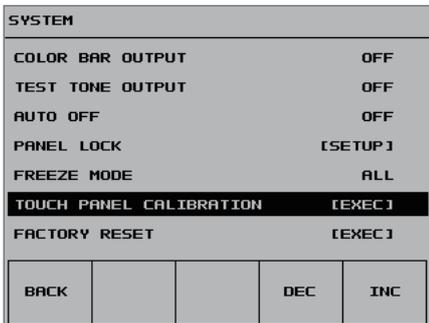 SYSTEM
COLOR BAR OUTPUT OFF
TEST TONE OUTPUT OFF
AUTO OFF OFF
PANEL LOCK [SETUP]
FREEZE MODE ALL
TOUCH PANEL CALIBRATION [EXEC]
FACTORY RESET [EXEC]
BACK DEC INC